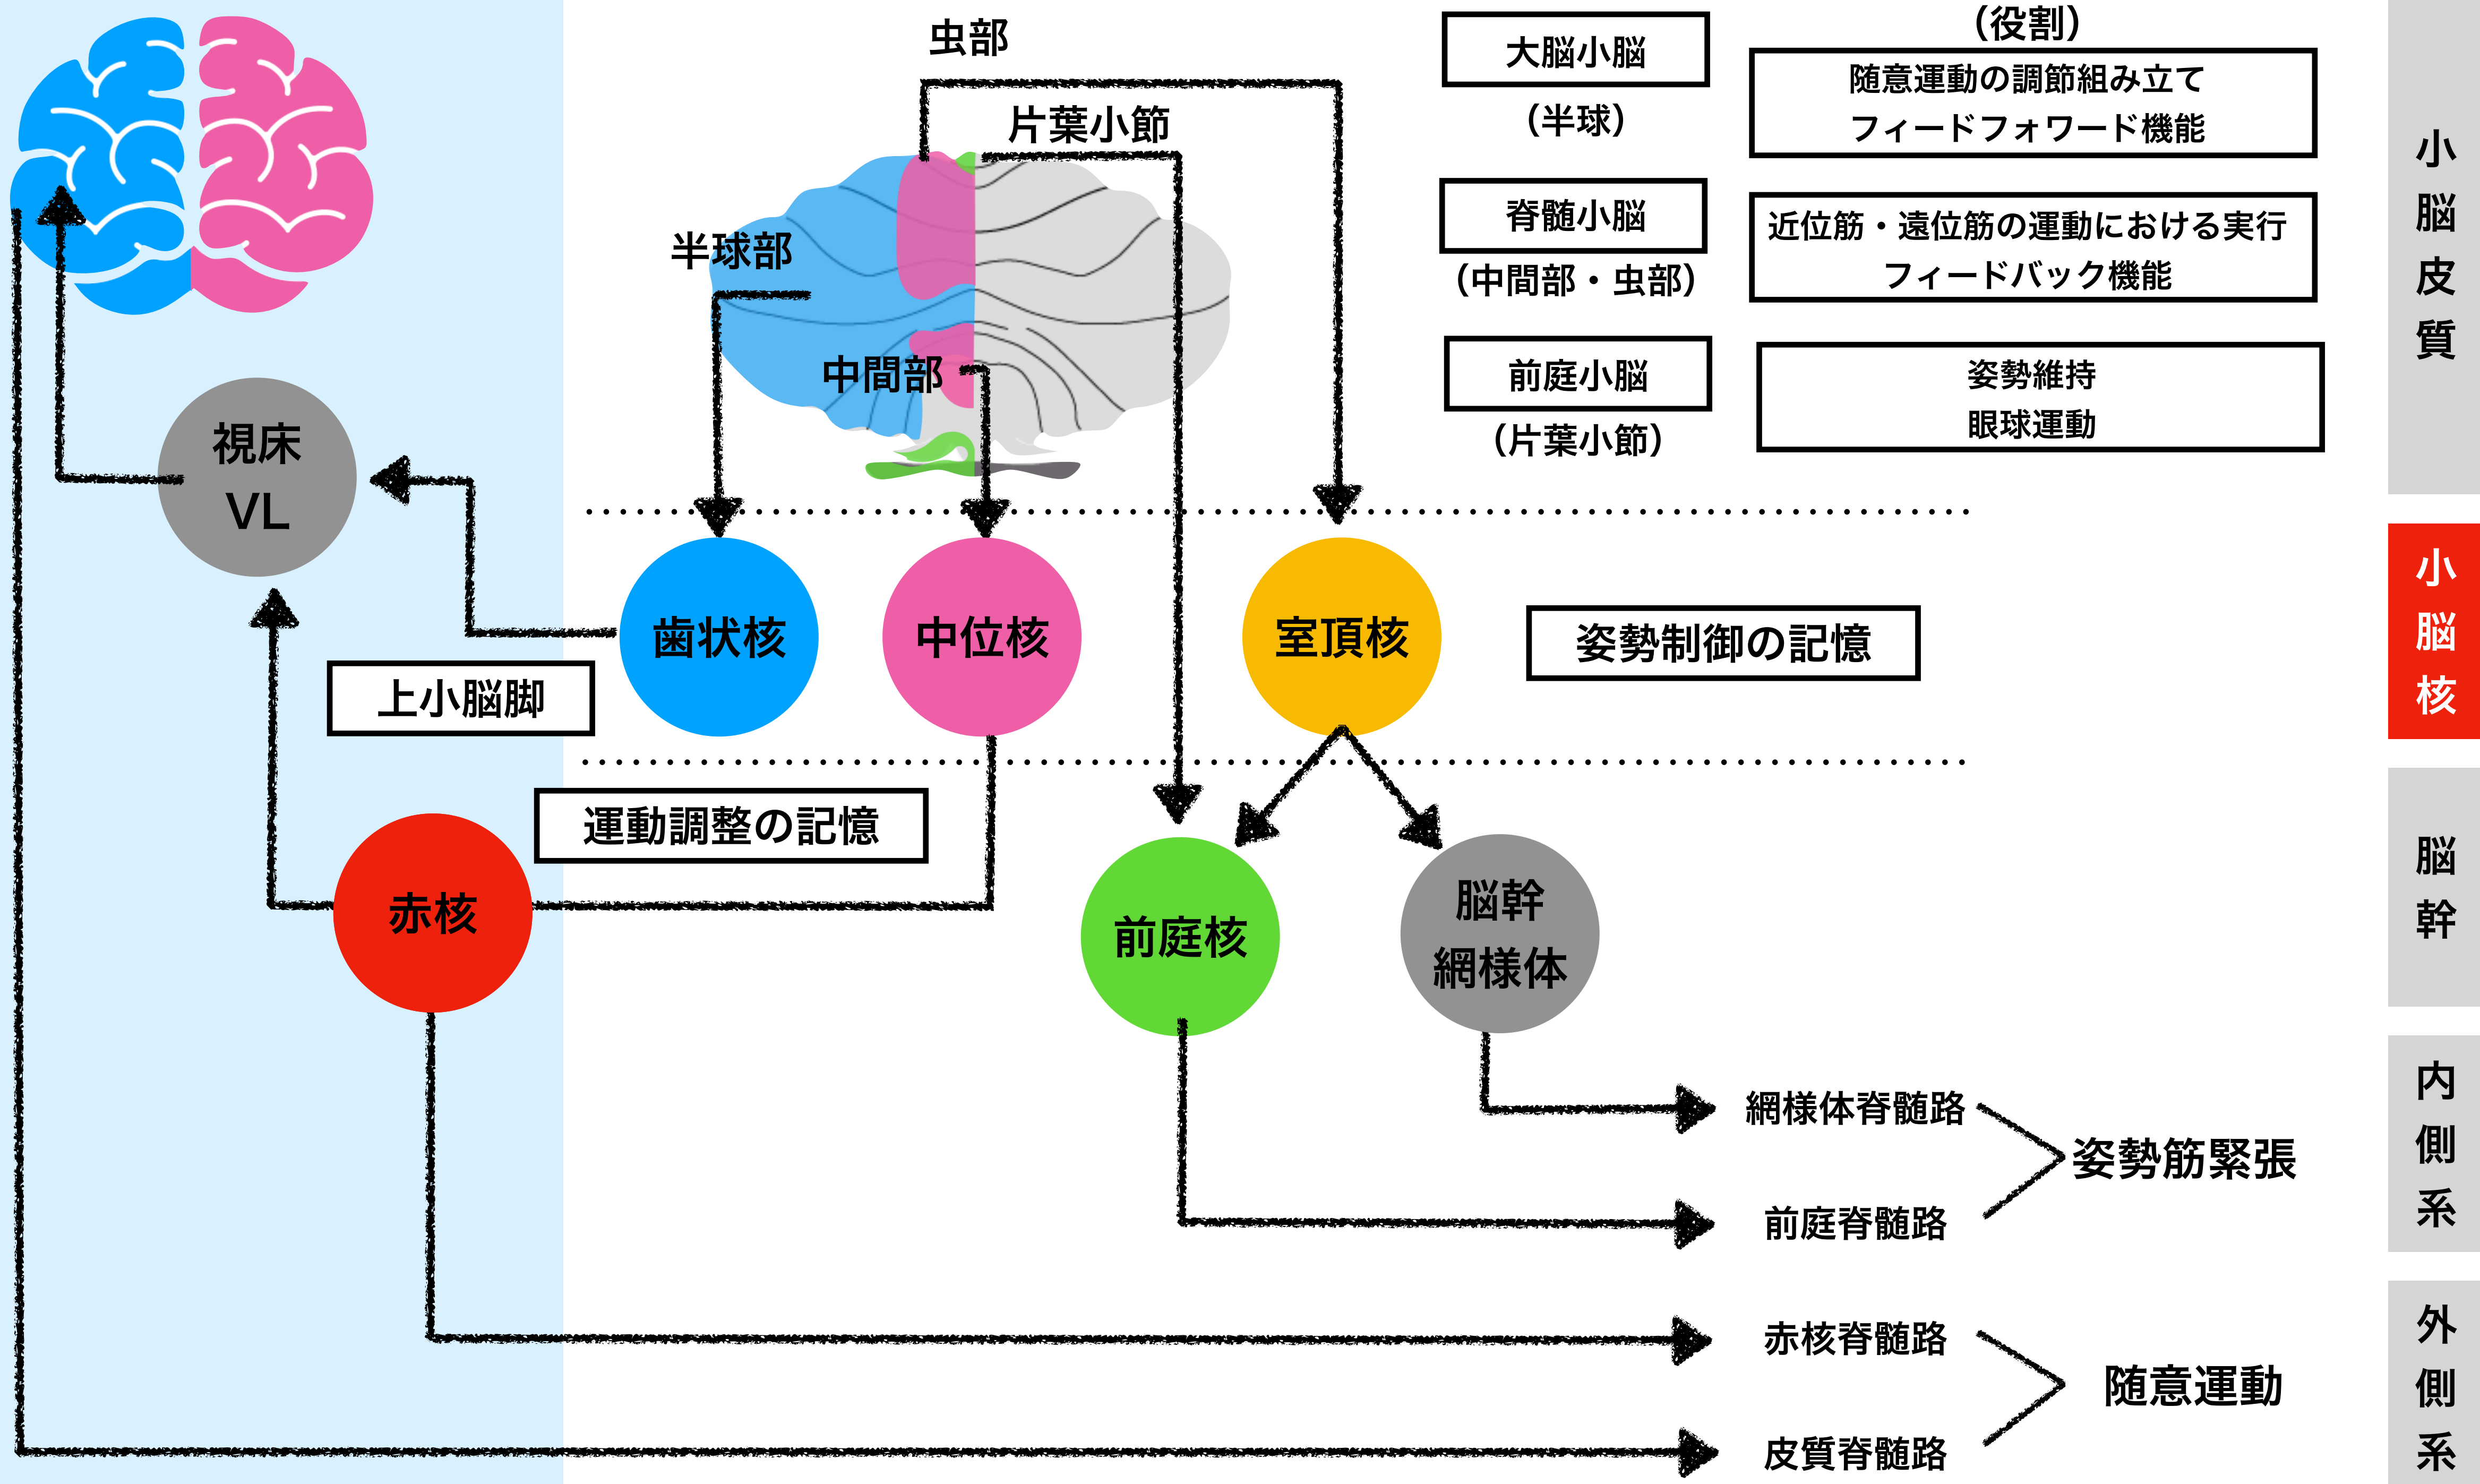 虫部
片葉小節
半球部
中間部
大脳小脳
（半球）
（役割）
随意運動の調節組み立て
フィードフォワード機能
脊髄小脳
（中間部・虫部）
近位筋・遠位筋の運動における実行
フィードバック機能
前庭小脳
（片葉小節）
姿勢維持
眼球運動
小脳皮質
視床
VL
歯状核
中位核
室頂核
姿勢制御の記憶
小脳核
上小脳脚
運動調整の記憶
赤核
前庭核
脳幹
網様体
脳幹
網様体脊髄路
前庭脊髄路
姿勢筋緊張
内側系
赤核脊髄路
皮質脊髄路
随意運動
外側系